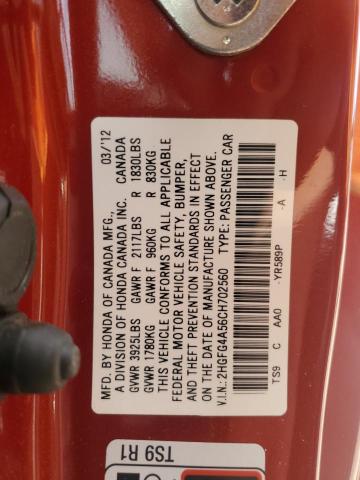 MFD. BY HONDA OF CANADA MFG., 03/'12
A DIVISION OF HONDA CANADA INC. CANADA
GVWR 3925LBS GAWR F 2117LBS R 1830LBS
GVWR 1780KG GAWR F 960KG R 830KG
THIS VEHICLE CONFORMS TO ALL APPLICABLE
FEDERAL MOTOR VEHICLE SAFETY, BUMPER,
AND THEFT PREVENTION STANDARDS IN EFFECT
ON THE DATE OF MANUFACTURE SHOWN ABOVE.
V.I.N.: 2HGFG4A56CH702560 TYPE: PASSENGER CAR
TS9 C AA0 -YR589P -A -H
TS9 R1